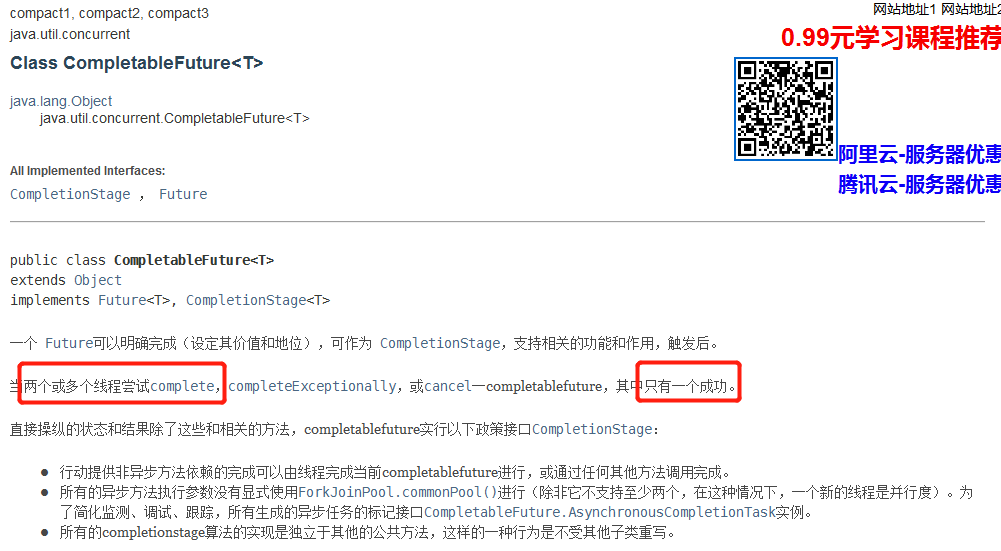 compact1, compact2, compact3
网站地址1 网站地址2
java.util.concurrent
0.99元学习课程推荐
Class CompletableFuture<T>
java.lang.Object
java.util.concurrent.CompletableFuture<T>
阿里云-服务器优惠
All Implemented Interfaces:
腾讯云-服务器优惠
CompletionStage ， Future
public class CompletableFuture<T>
extends Object
implements Future<T>, CompletionStage<T>
一个 Future可以明确完成（设定其价值和地位），可作为 CompletionStage，支持相关的功能和作用，触发后。
当两个或多个线程尝试complete，completeExceptionally，或cancel一completablefuture，其中只有一个成功。
直接操纵的状态和结果除了这些和相关的方法，completablefuture实行以下政策接口CompletionStage：
● 行动提供非异步方法依赖的完成可以由线程完成当前completablefuture进行，或通过任何其他方法调用完成。
● 所有的异步方法执行参数没有显式使用ForkJoinPool.commonPool()进行（除非它不支持至少两个，在这种情况下，一个新的线程是并行度）。为
了简化监测、调试、跟踪，所有生成的异步任务的标记接口CompletableFuture.AsynchronousCompletionTask实例。
● 所有的completionstage算法的实现是独立于其他的公共方法，这样的一种行为是不受其他子类重写。